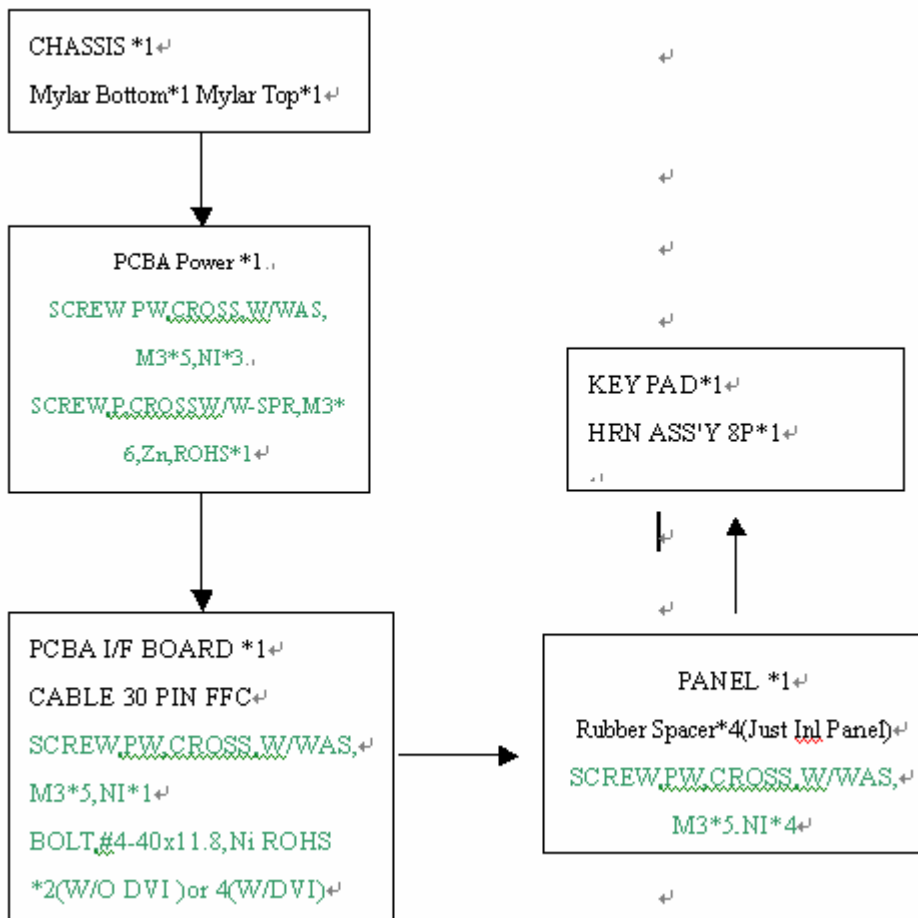 CHASSIS *1
Mylar Bottom*1 Mylar Top*1
PCBA Power *1
SCREW PW,CROSS,W/WAS,
M3*5,NI*3
SCREW,P,CROSSW/W-SPR,M3*
6,Zn,ROHS*1
PCBA I/F BOARD *1
CABLE 30 PIN FFC
SCREW,PW,CROSS,W/WAS,
M3*5,NI*1
BOLT,#4-40x11.8,Ni ROHS
*2(W/O DVI )or 4(W/DVI)
PANEL *1
Rubber Spacer*4(Just Inl Panel)
SCREW,PW,CROSS,W/WAS,
M3*5.NI*4
KEY PAD*1
HRN ASS'Y 8P*1